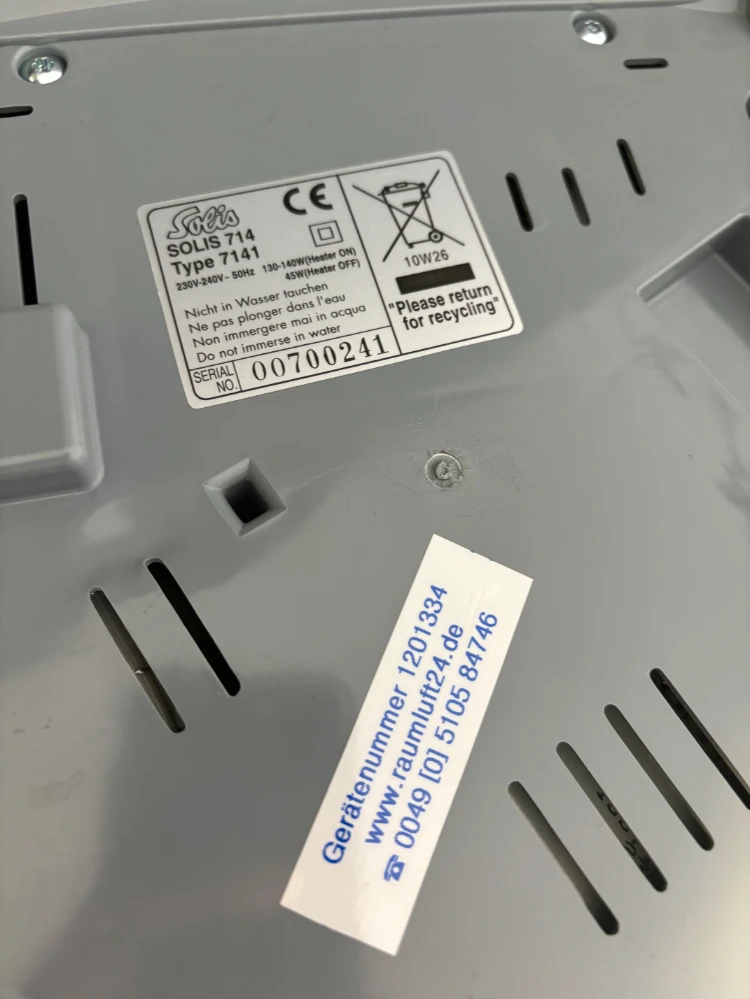 Solis
CE
SOLIS 714
Type 7141
230V-240V~ 50Hz 130-140W(Heater ON)
45W(Heater OFF)
Nicht in Wasser tauchen
Ne pas plonger dans l'eau
Non immergere mai in acqua
Do not immerse in water
SERIAL NO. 00700241
10W26
"Please return
for recycling"
Gerätenummer 1201334
www.raumluft24.de
☎ 0049 [0] 5105 84746